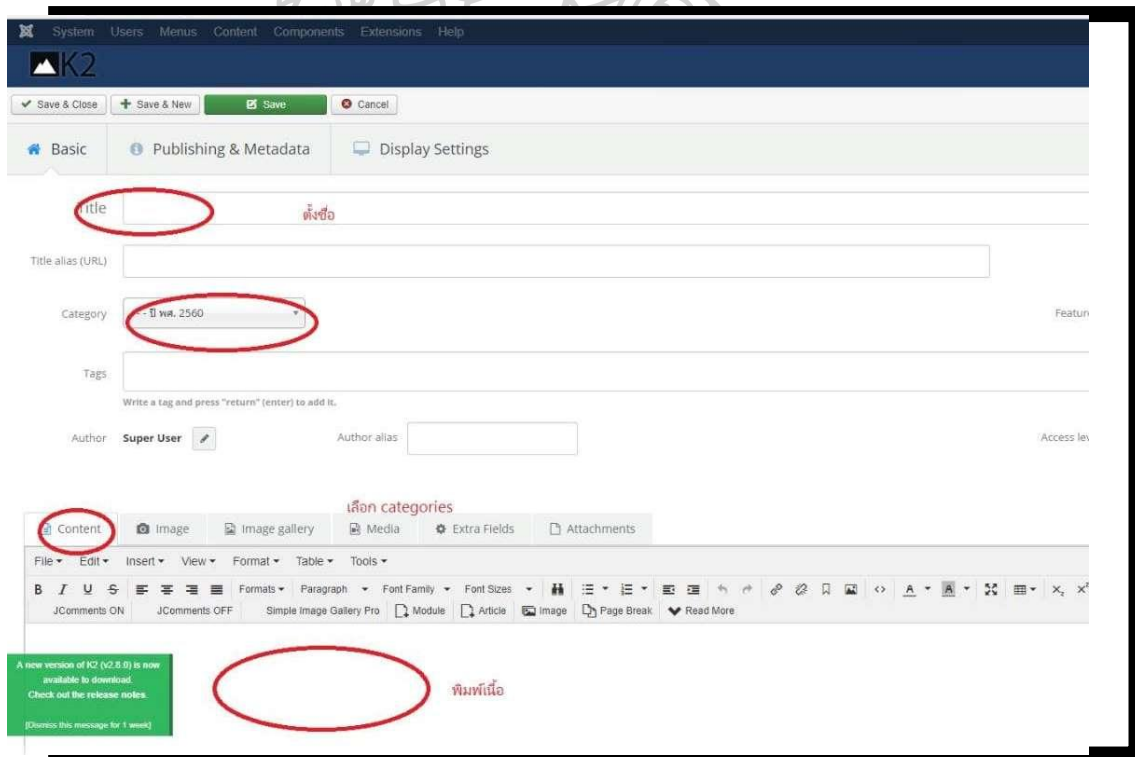 System Users Menus Content Components Extensions Help
K2
Save & Close Save & New Save Cancel
Basic Publishing & Metadata Display Settings
Title ตั้งชื่อ
Title alias (URL)
Category - - ปี พศ. 2560 Featur
Tags
Write a tag and press "return" (enter) to add it.
Author Super User Author alias Access lev
เลือก categories
Content Image Image gallery Media Extra Fields Attachments
File Edit Insert View Format Table Tools
B I U S Formats Paragraph Font Family Font Sizes <> A A X₂ X²
JComments ON JComments OFF Simple Image Gallery Pro Module Article Image Page Break Read More
A new version of K2 (v2.8.0) is now
available to download.
Check out the release notes.
[Dismiss this message for 1 week]
พิมพ์เนื้อ